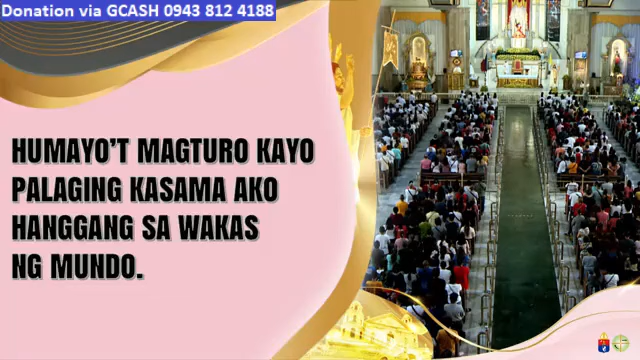 Donation via GCASH 0943 812 4188
HUMAYO'T MAGTURO KAYO
PALAGING KASAMA AKO
HANGGANG SA WAKAS
NG MUNDO.